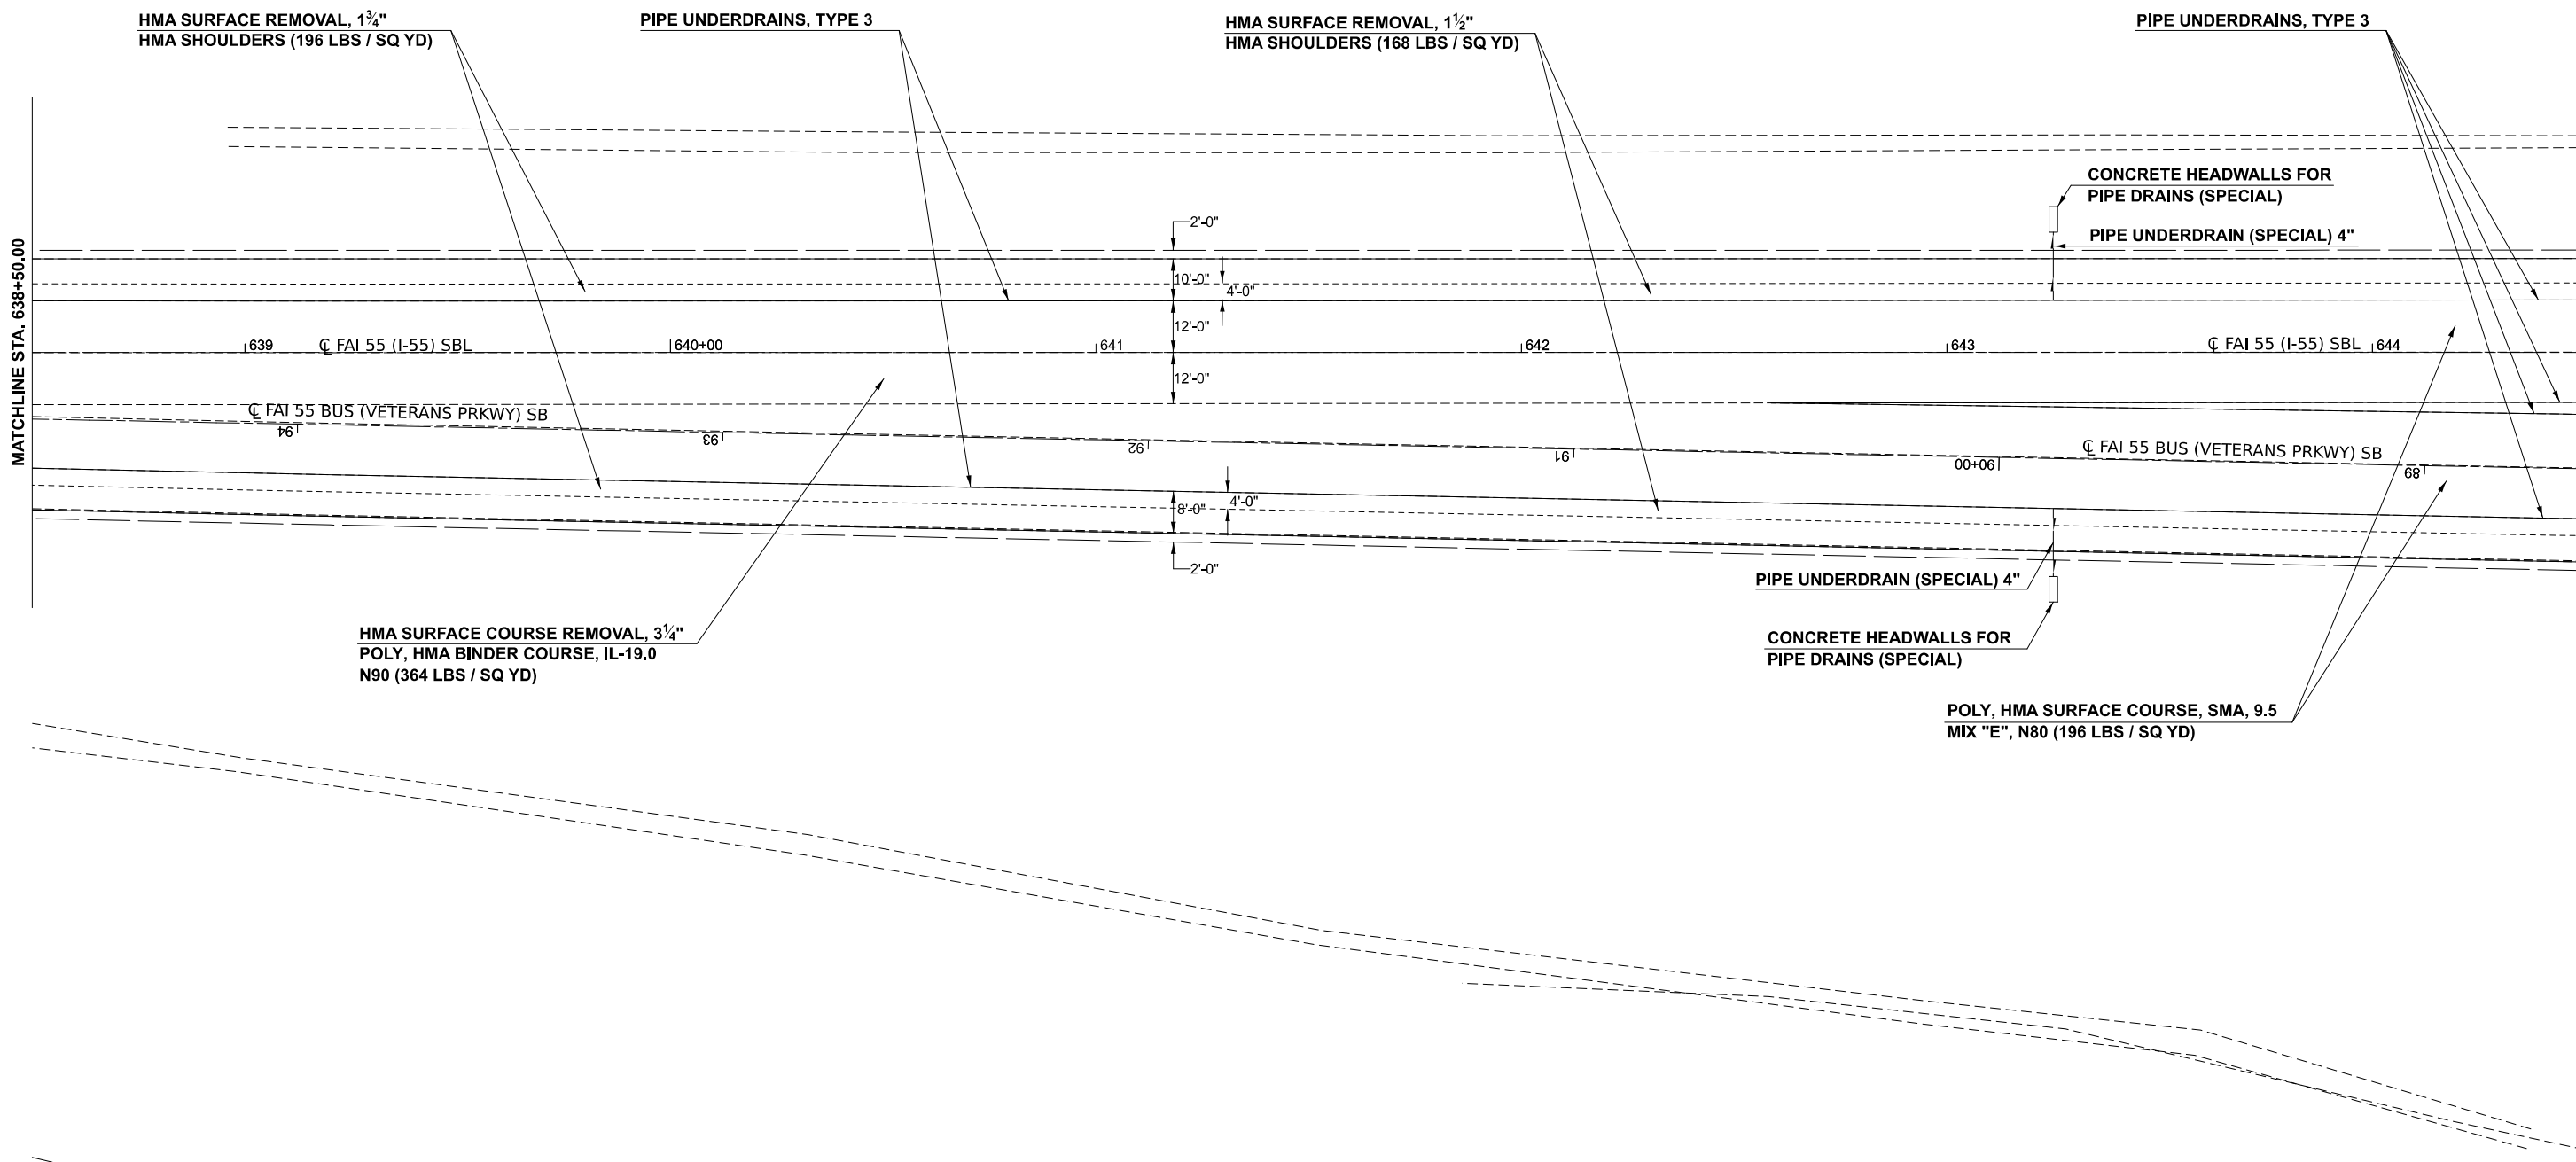 HMA SURFACE REMOVAL, 1¾"
HMA SHOULDERS (196 LBS / SQ YD)
PIPE UNDERDRAINS, TYPE 3
HMA SURFACE REMOVAL, 1½"
HMA SHOULDERS (168 LBS / SQ YD)
PIPE UNDERDRAINS, TYPE 3
CONCRETE HEADWALLS FOR
PIPE DRAINS (SPECIAL)
PIPE UNDERDRAIN (SPECIAL) 4"
MATCHLINE STA. 638+50.00
2'-0"
10'-0"
4'-0"
12'-0"
639
℄ FAI 55 (I-55) SBL
640+00
641
642
643
℄ FAI 55 (I-55) SBL
644
12'-0"
℄ FAI 55 BUS (VETERANS PRKWY) SB
94
93
92
91
90+00
℄ FAI 55 BUS (VETERANS PRKWY) SB
89
4'-0"
8'-0"
2'-0"
PIPE UNDERDRAIN (SPECIAL) 4"
CONCRETE HEADWALLS FOR
PIPE DRAINS (SPECIAL)
HMA SURFACE COURSE REMOVAL, 3¼"
POLY, HMA BINDER COURSE, IL-19.0
N90 (364 LBS / SQ YD)
POLY, HMA SURFACE COURSE, SMA, 9.5
MIX "E", N80 (196 LBS / SQ YD)